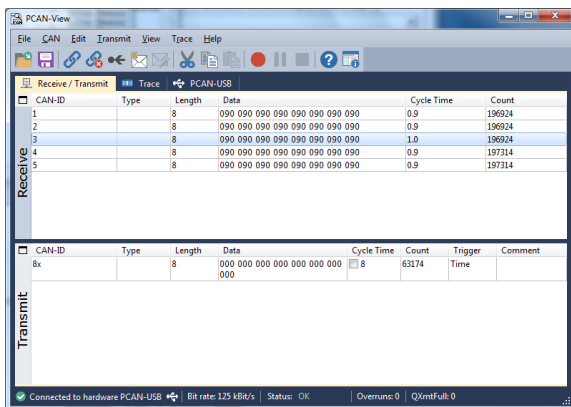 PCAN-View
File CAN Edit Transmit View Trace Help
Receive / Transmit Trace PCAN-USB
CAN-ID Type Length Data Cycle Time Count
1 8 090 090 090 090 090 090 090 090 0.9 196924
2 8 090 090 090 090 090 090 090 090 0.9 196924
3 8 090 090 090 090 090 090 090 090 1.0 196924
4 8 090 090 090 090 090 090 090 090 0.9 197314
5 8 090 090 090 090 090 090 090 090 0.9 197314
Receive
CAN-ID Type Length Data Cycle Time Count Trigger Comment
8x 8 000 000 000 000 000 000 000 8 63174 Time
000
Transmit
Connected to hardware PCAN-USB Bit rate: 125 kBit/s Status: OK Overruns: 0 QXmtFull: 0